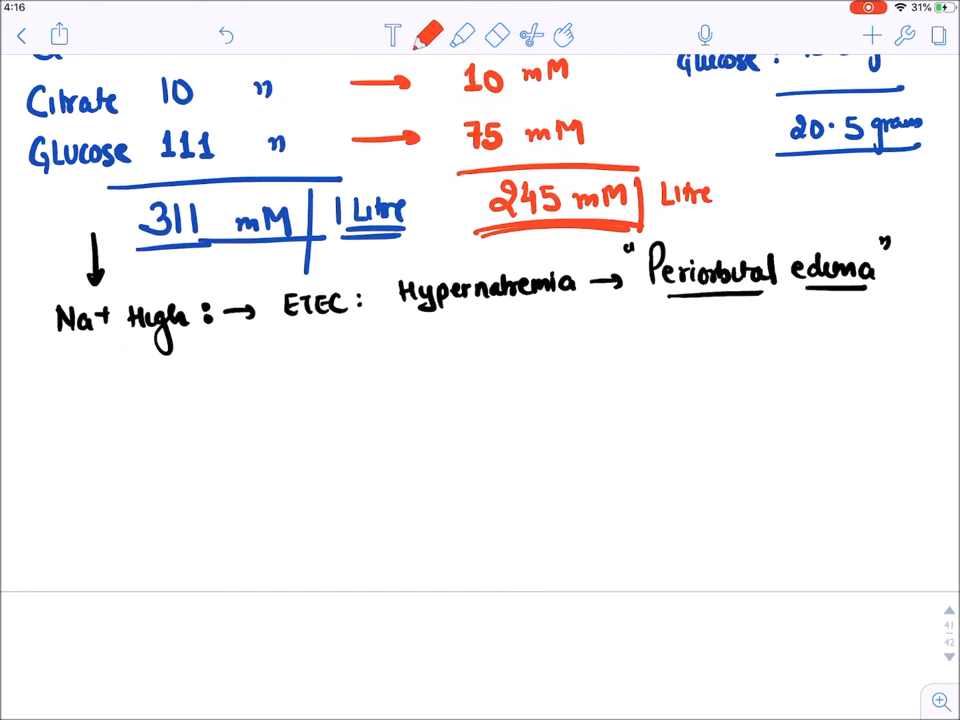 4:16
31%
T
Glucose :
Citrate 10 " → 10 mM
Glucose 111 " → 75 mM
20.5 grams
311 mM 1 Litre
245 mM Litre
Na+ High : → ETEC : Hypernatremia → "Periorbital edema"
41
42